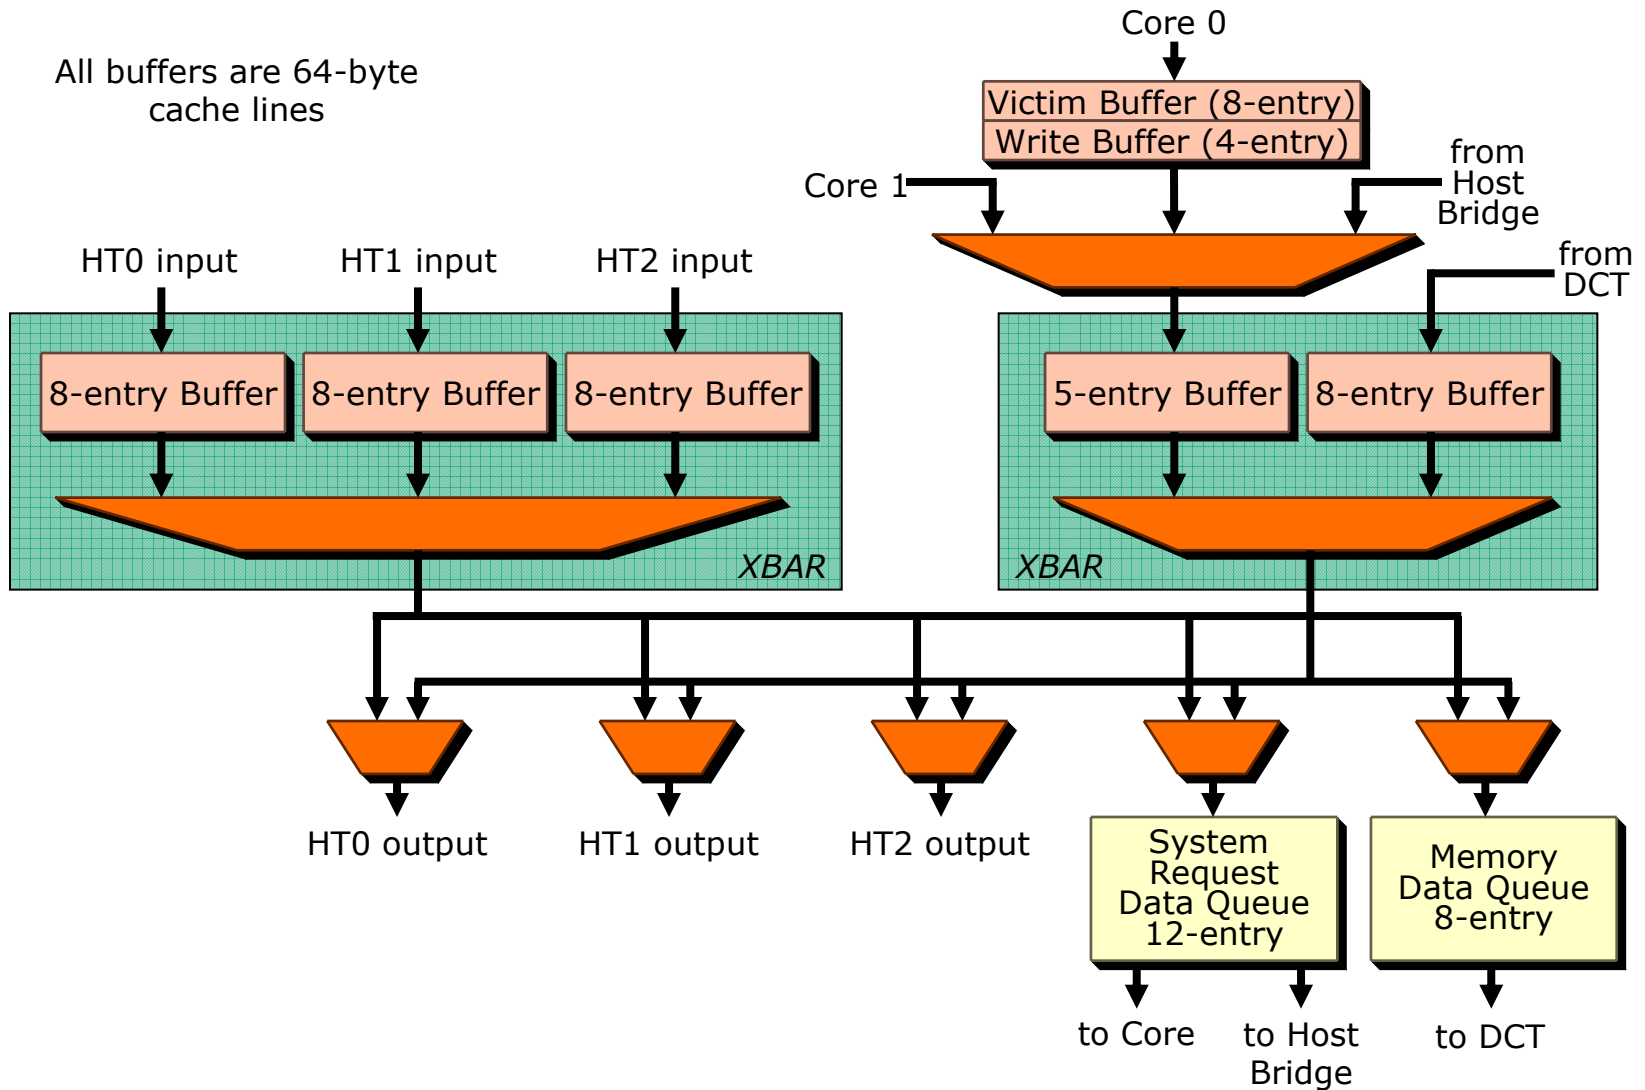 All buffers are 64-byte
cache lines
Core 0
Victim Buffer (8-entry)
Write Buffer (4-entry)
Core 1
from
Host
Bridge
HT0 input
HT1 input
HT2 input
from
DCT
8-entry Buffer
8-entry Buffer
8-entry Buffer
5-entry Buffer
8-entry Buffer
XBAR
XBAR
HT0 output
HT1 output
HT2 output
System
Request
Data Queue
12-entry
Memory
Data Queue
8-entry
to Core
to Host
Bridge
to DCT